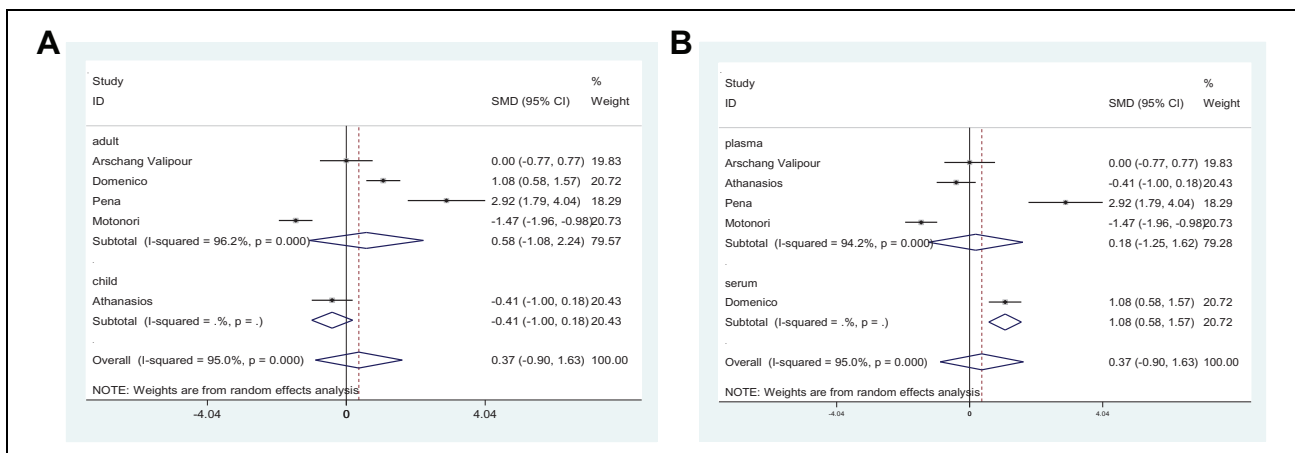 A
Study %
ID SMD (95% CI) Weight
adult
Arschang Valipour 0.00 (-0.77, 0.77) 19.83
Domenico 1.08 (0.58, 1.57) 20.72
Pena 2.92 (1.79, 4.04) 18.29
Motonori -1.47 (-1.96, -0.98) 20.73
Subtotal (I-squared = 96.2%, p = 0.000) 0.58 (-1.08, 2.24) 79.57
.
child
Athanasios -0.41 (-1.00, 0.18) 20.43
Subtotal (I-squared = .%, p = .) -0.41 (-1.00, 0.18) 20.43
.
Overall (I-squared = 95.0%, p = 0.000) 0.37 (-0.90, 1.63) 100.00
NOTE: Weights are from random effects analysis
-4.04 0 4.04
B
Study %
ID SMD (95% CI) Weight
plasma
Arschang Valipour 0.00 (-0.77, 0.77) 19.83
Athanasios -0.41 (-1.00, 0.18) 20.43
Pena 2.92 (1.79, 4.04) 18.29
Motonori -1.47 (-1.96, -0.98) 20.73
Subtotal (I-squared = 94.2%, p = 0.000) 0.18 (-1.25, 1.62) 79.28
.
serum
Domenico 1.08 (0.58, 1.57) 20.72
Subtotal (I-squared = .%, p = .) 1.08 (0.58, 1.57) 20.72
.
Overall (I-squared = 95.0%, p = 0.000) 0.37 (-0.90, 1.63) 100.00
NOTE: Weights are from random effects analysis
-4.04 0 4.04